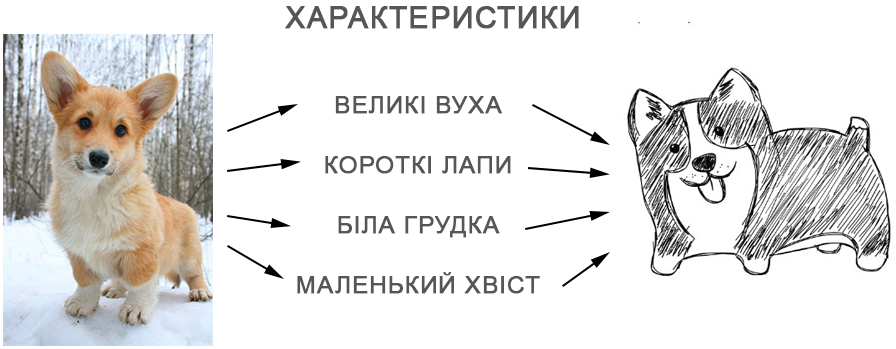 ХАРАКТЕРИСТИКИ
ВЕЛИКІ ВУХА
КОРОТКІ ЛАПИ
БІЛА ГРУДКА
МАЛЕНЬКИЙ ХВІСТ